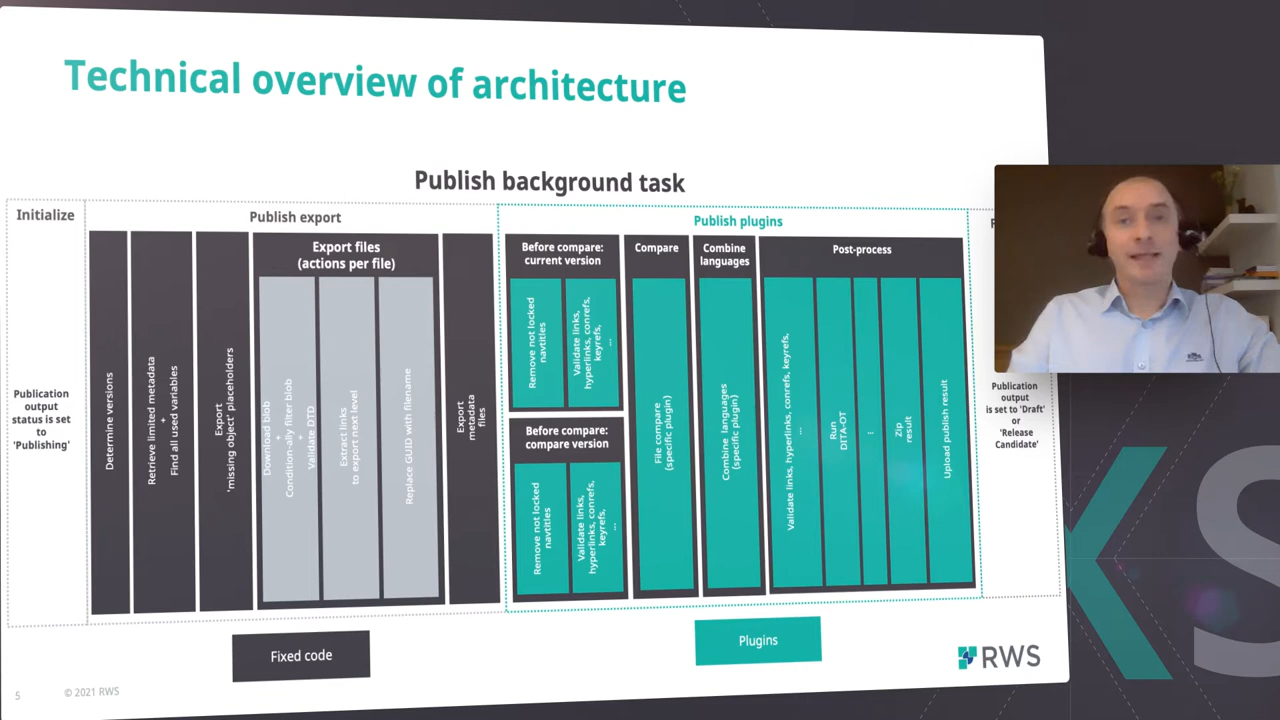 Technical overview of architecture
Publish background task
Initialize
Publication
output
status is set
to
'Publishing'
Publish export
Determine versions
Retrieve limited metadata
+
Find all used variables
Export
'missing object' placeholders
Export files
(actions per file)
Download blob
+
Condition-ally filter blob
+
Validate DTD
Extract links
to export next level
Replace GUID with filename
Export
metadata
files
Publish plugins
Before compare:
current version
Remove not locked
navtitles
Validate links,
hyperlinks, conrefs,
keyrefs,
...
Before compare:
compare version
Remove not locked
navtitles
Validate links,
hyperlinks, conrefs,
keyrefs,
...
Compare
File compare
(specific plugin)
Combine
languages
Combine languages
(specific plugin)
Post-process
Validate links, hyperlinks, conrefs, keyrefs,
...
Run
DITA-OT
:
Zip
result
Upload publish result
Publication
output
is set to 'Draft'
or
'Release
Candidate'
Fixed code
Plugins
RWS
5
© 2021 RWS